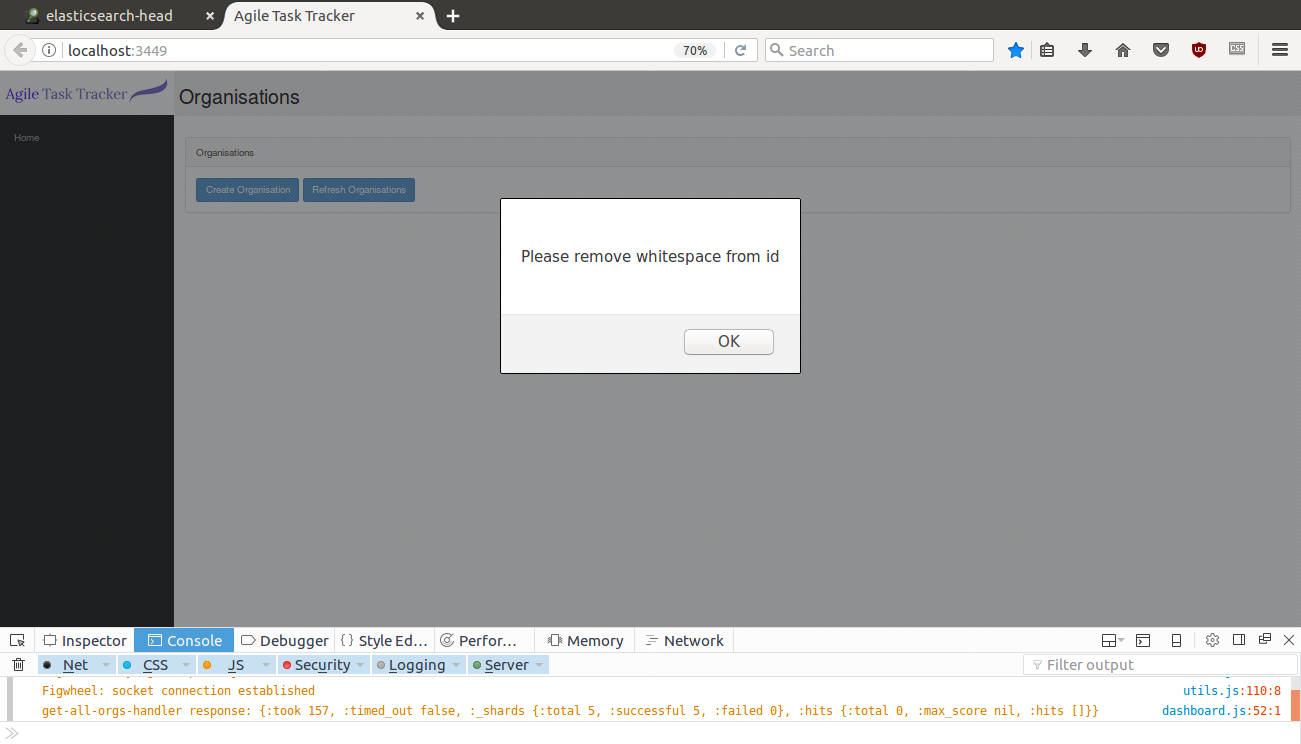 elasticsearch-head
Agile Task Tracker
localhost:3449
70%
Search
Agile Task Tracker
Organisations
Home
Organisations
Create Organisation
Refresh Organisations
Please remove whitespace from id
OK
Inspector
Console
Debugger
{ } Style Ed...
Perfor...
Memory
Network
Net
CSS
JS
Security
Logging
Server
Filter output
Figwheel: socket connection established
utils.js:110:8
get-all-orgs-handler response: {:took 157, :timed_out false, :_shards {:total 5, :successful 5, :failed 0}, :hits {:total 0, :max_score nil, :hits []}}
dashboard.js:52:1